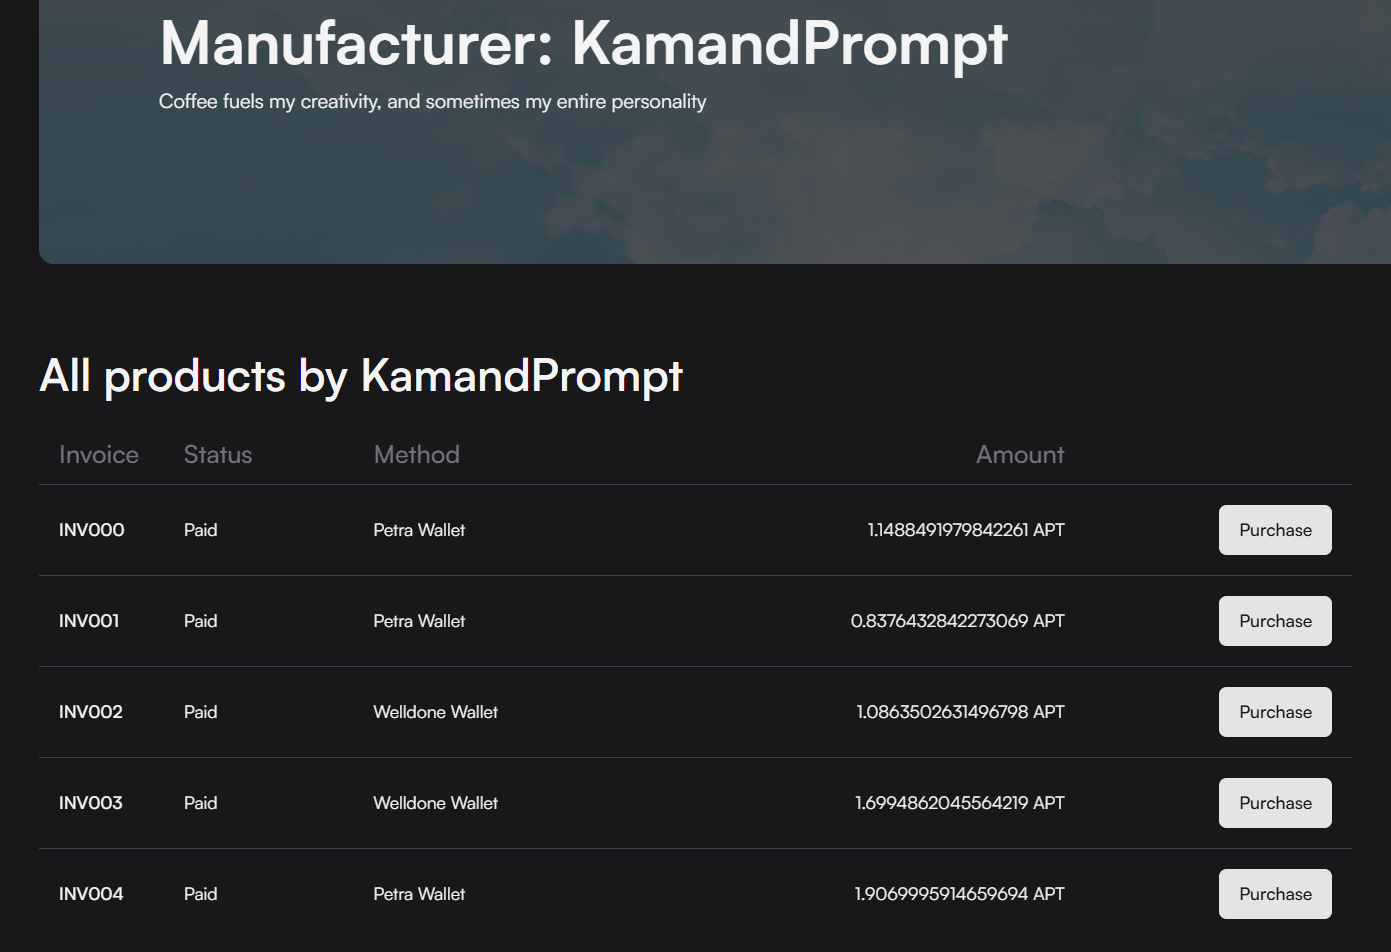 Manufacturer: KamandPrompt
Coffee fuels my creativity, and sometimes my entire personality
All products by KamandPrompt
Invoice Status Method Amount
INV000 Paid Petra Wallet 1.1488491979842261 APT Purchase
INV001 Paid Petra Wallet 0.8376432842273069 APT Purchase
INV002 Paid Welldone Wallet 1.0863502631496798 APT Purchase
INV003 Paid Welldone Wallet 1.6994862045564219 APT Purchase
INV004 Paid Petra Wallet 1.9069995914659694 APT Purchase